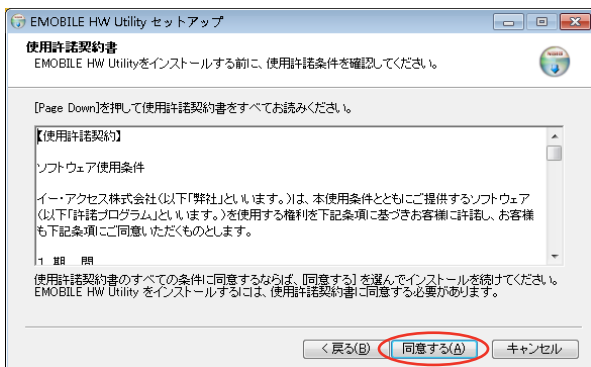 EMOBILE HW Utility セットアップ
使用許諾契約書
EMOBILE HW Utilityをインストールする前に、使用許諾条件を確認してください。
[Page Down]を押して使用許諾契約書をすべてお読みください。
【使用許諾契約】
ソフトウェア使用条件
イー・アクセス株式会社(以下「弊社」といいます。)は、本使用条件とともにご提供するソフトウェア
(以下「許諾プログラム」といいます。)を使用する権利を下記条項に基づきお客様に許諾し、お客様
も下記条項にご同意いただくものとします。
1 期 間
使用許諾契約書のすべての条件に同意するならば、[同意する] を選んでインストールを続けてください。
EMOBILE HW Utility をインストールするには、使用許諾契約書に同意する必要があります。
< 戻る(B)
同意する(A)
キャンセル